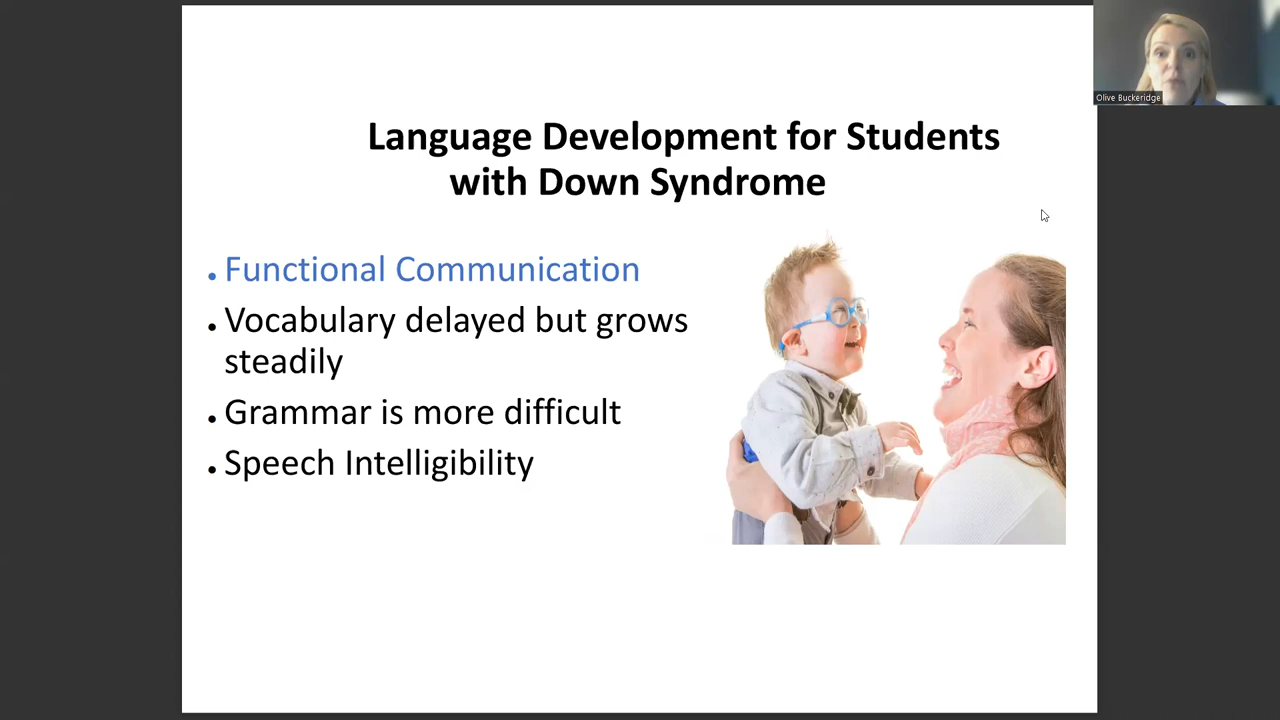 Olive Buckeridge
Language Development for Students
with Down Syndrome
• Functional Communication
• Vocabulary delayed but grows
steadily
• Grammar is more difficult
• Speech Intelligibility